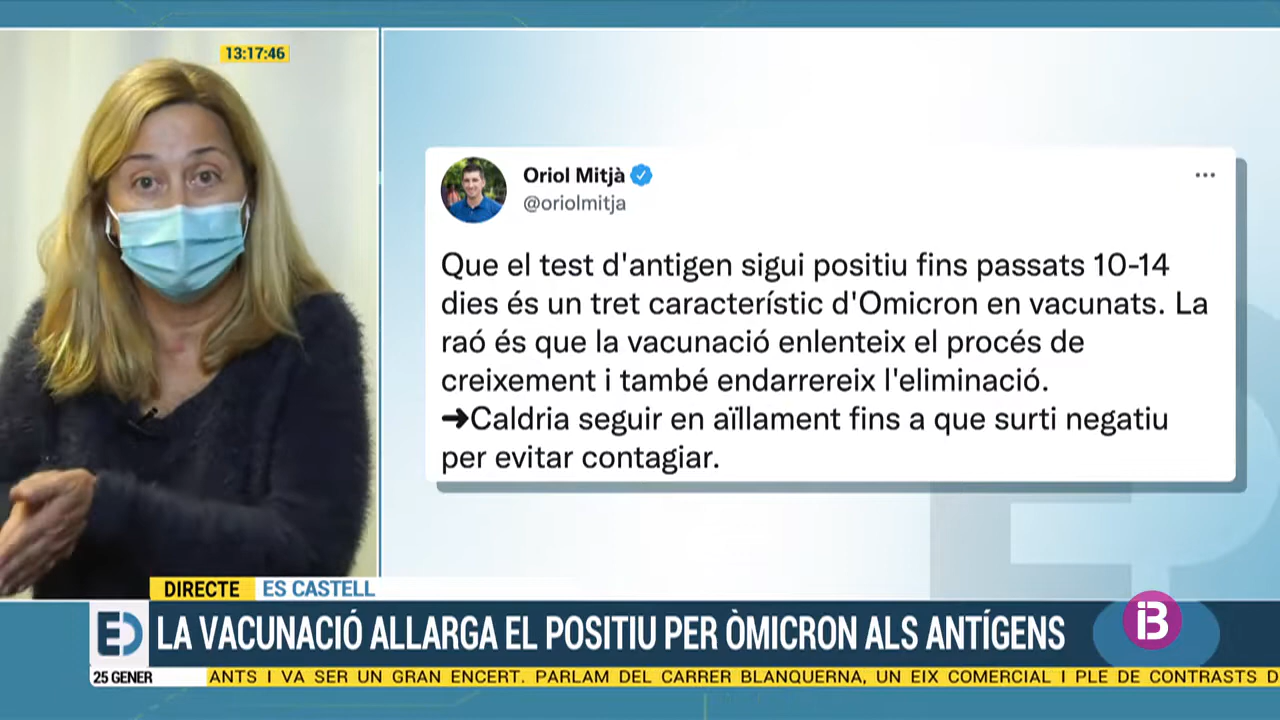 13:17:46
Oriol Mitjà
@oriolmitja
Que el test d'antigen sigui positiu fins passats 10-14
dies és un tret característic d'Omicron en vacunats. La
raó és que la vacunació enlenteix el procés de
creixement i també endarrereix l'eliminació.
➔Caldria seguir en aïllament fins a que surti negatiu
per evitar contagiar.
DIRECTE ES CASTELL
ED LA VACUNACIÓ ALLARGA EL POSITIU PER ÒMICRON ALS ANTÍGENS
iB
25 GENER ANTS I VA SER UN GRAN ENCERT. PARLAM DEL CARRER BLANQUERNA, UN EIX COMERCIAL I PLE DE CONTRASTS D